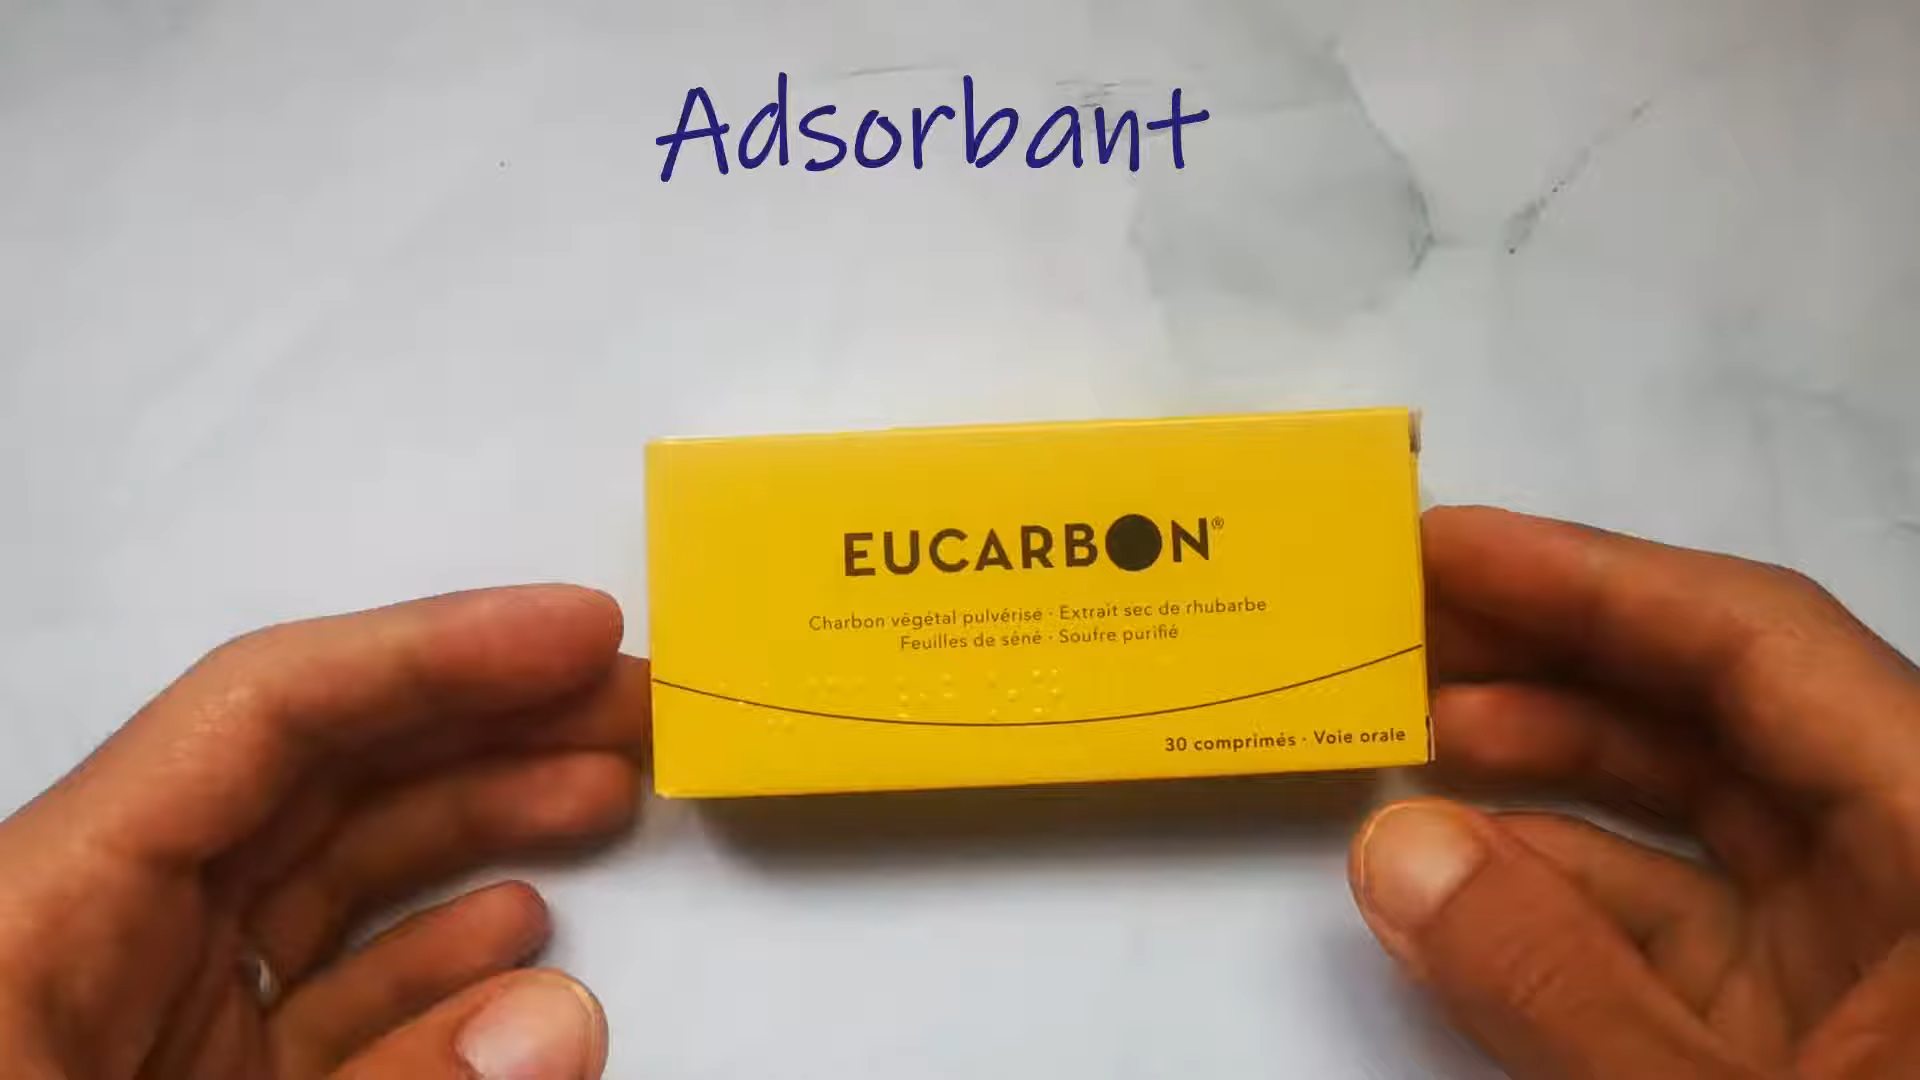 Adsorbant
EUCARBON®
Charbon végétal pulvérisé · Extrait sec de rhubarbe
Feuilles de séné · Soufre purifié
30 comprimés · Voie orale